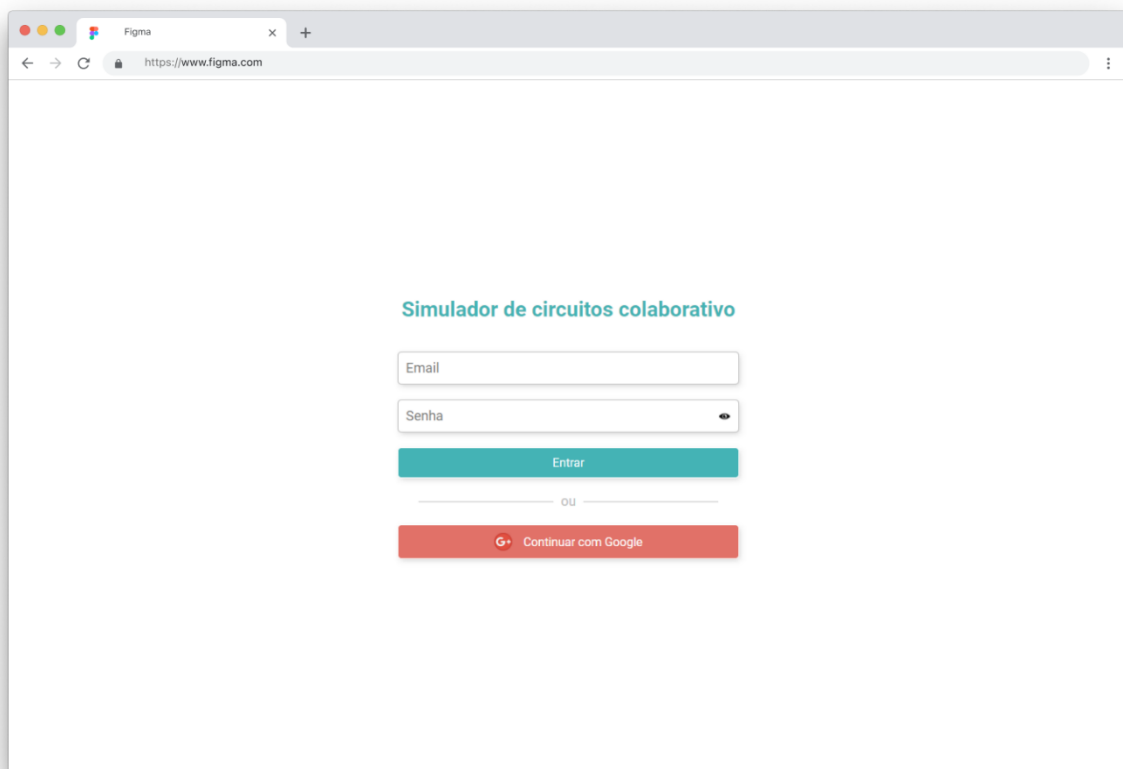 Figma
https://www.figma.com
Simulador de circuitos colaborativo
Email
Senha
Entrar
ou
G+ Continuar com Google